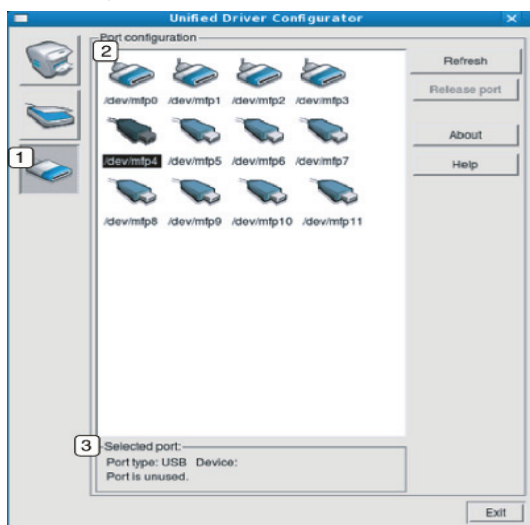 Unified Driver Configurator
2
Port configuration
Refresh
/dev/mfp0 /dev/mfp1 /dev/mfp2 /dev/mfp3
Release port
About
1
/dev/mfp4 /dev/mfp5 /dev/mfp6 /dev/mfp7
Help
/dev/mfp8 /dev/mfp9 /dev/mfp10 /dev/mfp11
3
Selected port:
Port type: USB Device:
Port is unused.
Exit